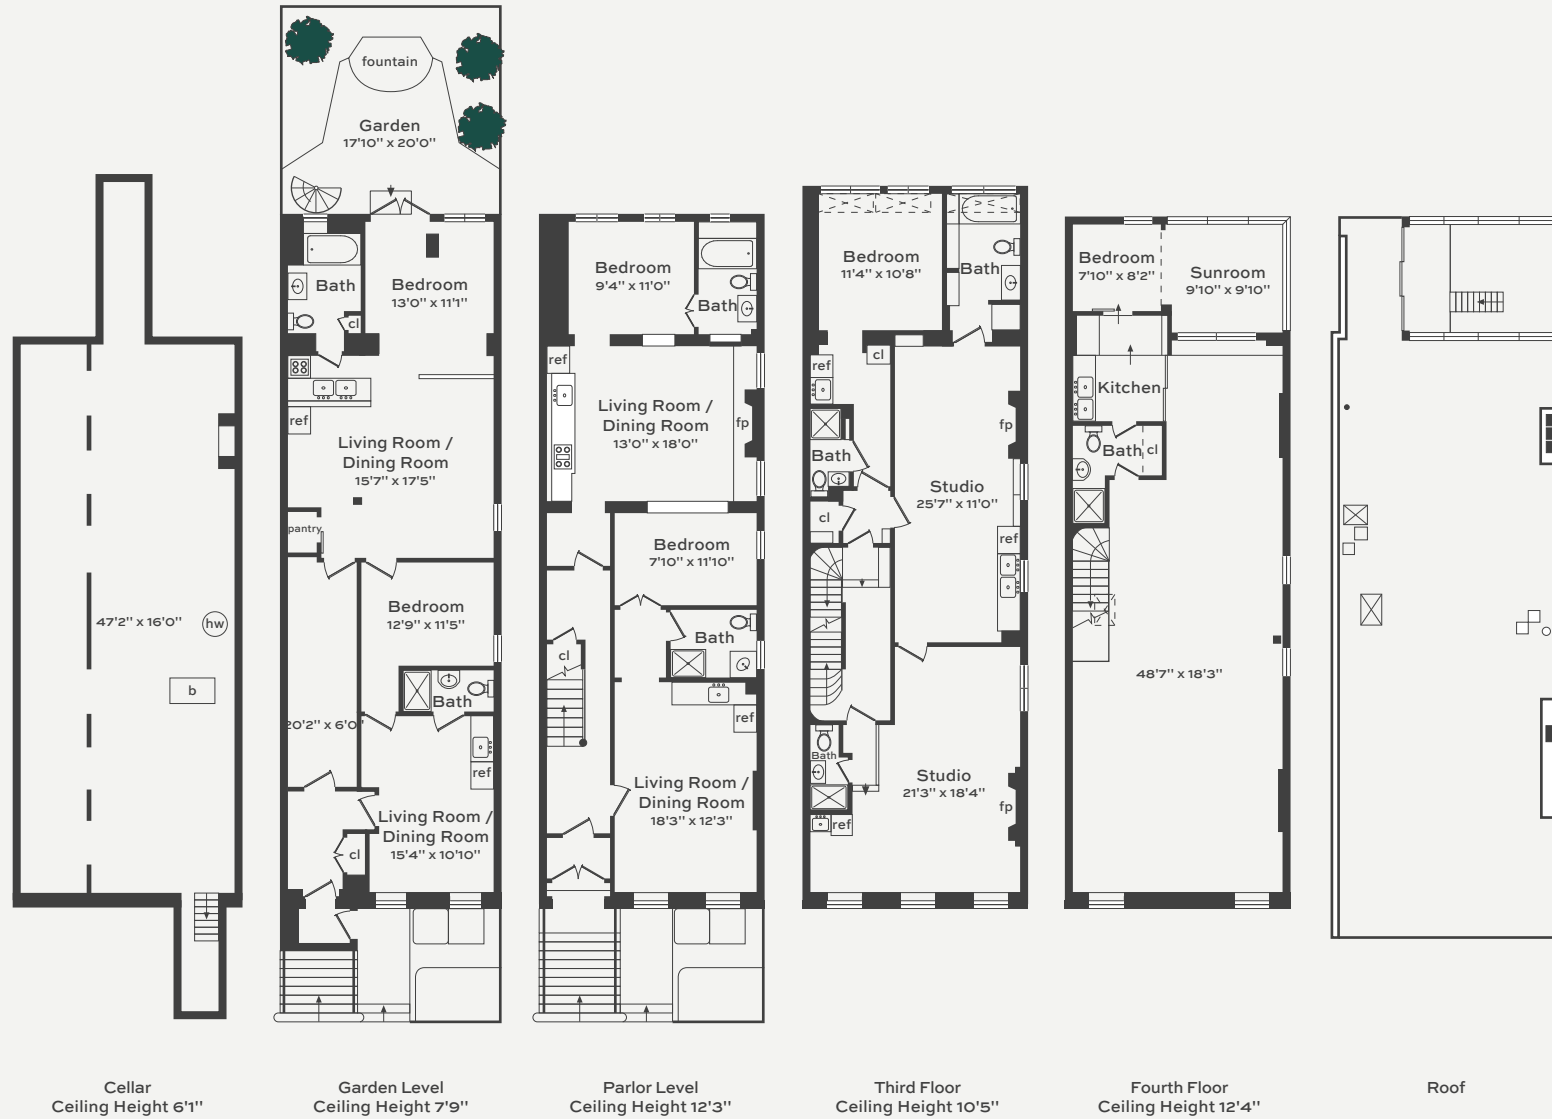 47'2" x 16'0"
hw
b
Cellar
Ceiling Height 6'1"
fountain
Garden
17'10" x 20'0"
Bath
cl
Bedroom
13'0" x 11'1"
ref
Living Room /
Dining Room
15'7" x 17'5"
pantry
Bedroom
12'9" x 11'5"
Bath
20'2" x 6'0"
ref
Living Room /
Dining Room
15'4" x 10'10"
cl
Garden Level
Ceiling Height 7'9"
Bedroom
9'4" x 11'0"
Bath
ref
Living Room /
Dining Room
13'0" x 18'0"
fp
Bedroom
7'10" x 11'10"
Bath
cl
ref
Living Room /
Dining Room
18'3" x 12'3"
Parlor Level
Ceiling Height 12'3"
Bedroom
11'4" x 10'8"
Bath
ref
cl
fp
Bath
Studio
25'7" x 11'0"
cl
ref
Bath
Studio
21'3" x 18'4"
fp
ref
Third Floor
Ceiling Height 10'5"
Bedroom
7'10" x 8'2"
Sunroom
9'10" x 9'10"
Kitchen
Bath
cl
48'7" x 18'3"
Fourth Floor
Ceiling Height 12'4"
Roof